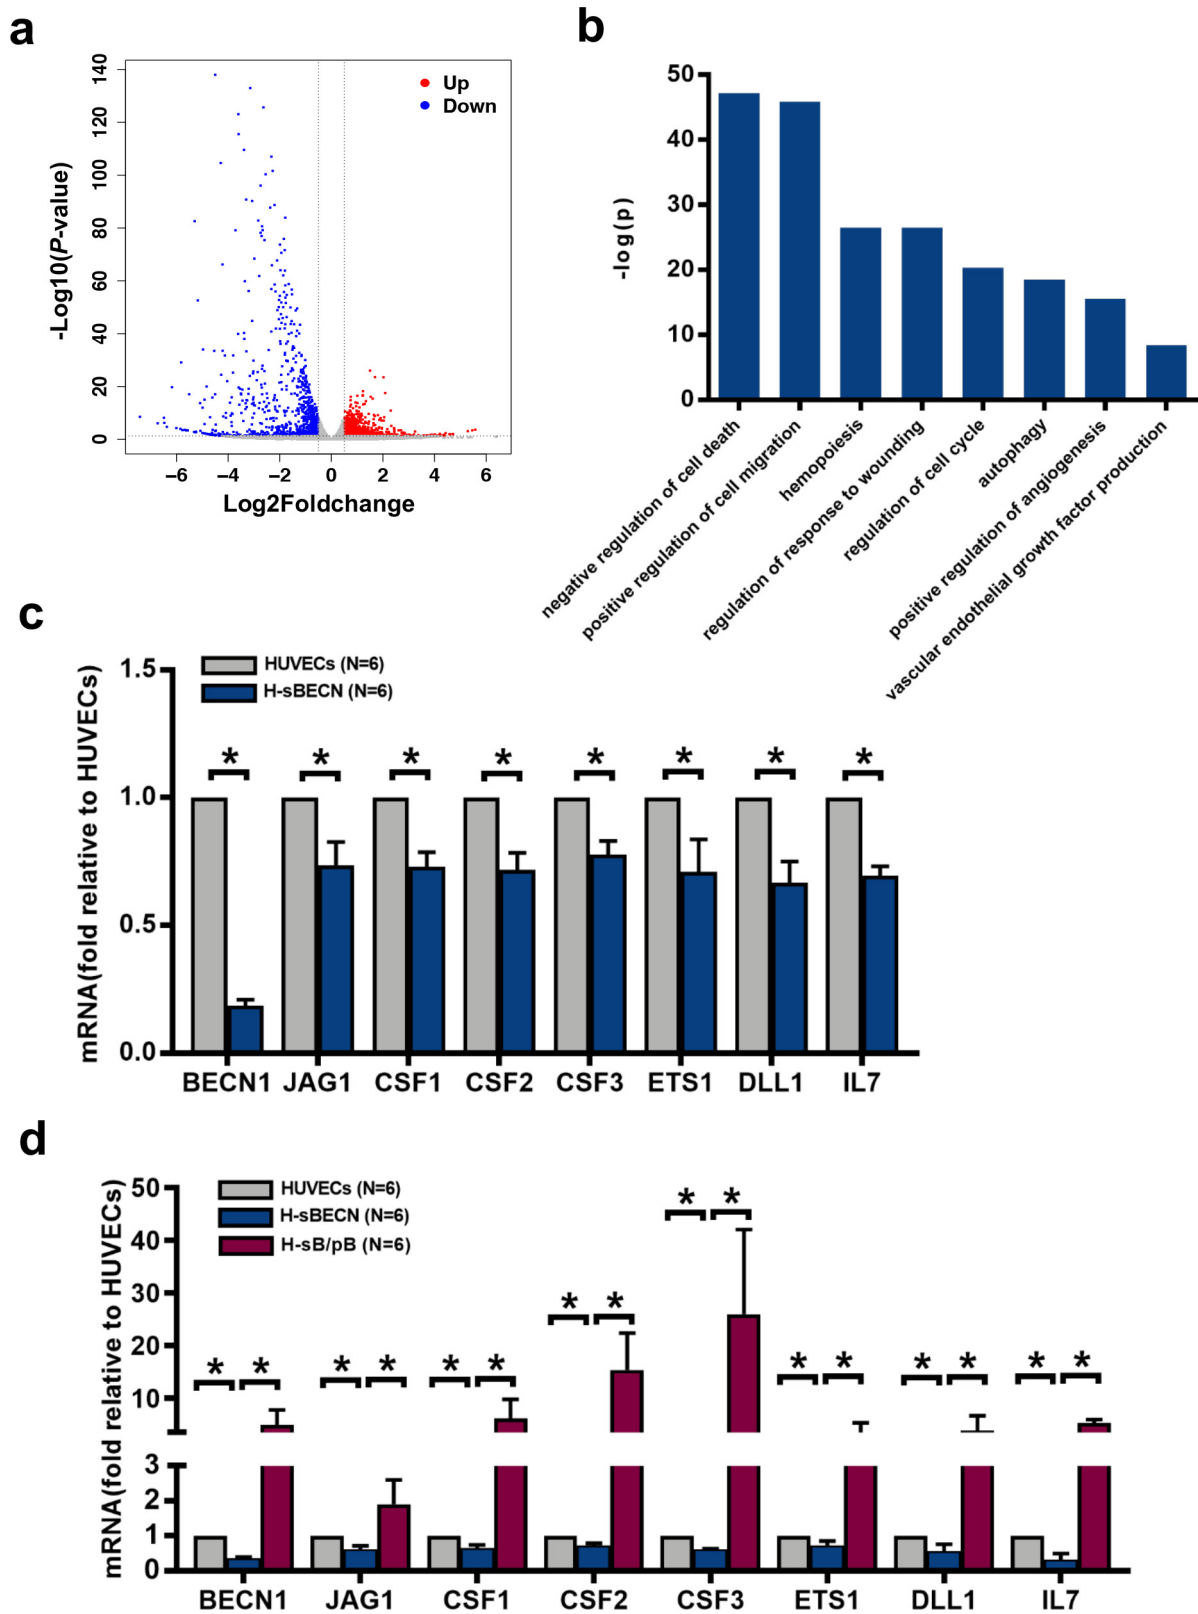 a
140
120
100
80
60
40
20
0
-Log10(P-value)
Up
Down
−6
−4
−2
0
2
4
6
Log2Foldchange
b
50
40
30
20
10
0
-log(p)
negative regulation of cell death
positive regulation of cell migration
hemopoiesis
regulation of response to wounding
regulation of cell cycle
autophagy
positive regulation of angiogenesis
vascular endothelial growth factor production
c
HUVECs (N=6)
H-sBECN (N=6)
1.5
1.0
0.5
0.0
mRNA(fold relative to HUVECs)
* * * * * * * *
BECN1 JAG1 CSF1 CSF2 CSF3 ETS1 DLL1 IL7
d
HUVECs (N=6)
H-sBECN (N=6)
H-sB/pB (N=6)
50
40
30
20
10
3
2
1
0
mRNA(fold relative to HUVECs)
* * * * * * * * * * * * * * * *
BECN1 JAG1 CSF1 CSF2 CSF3 ETS1 DLL1 IL7